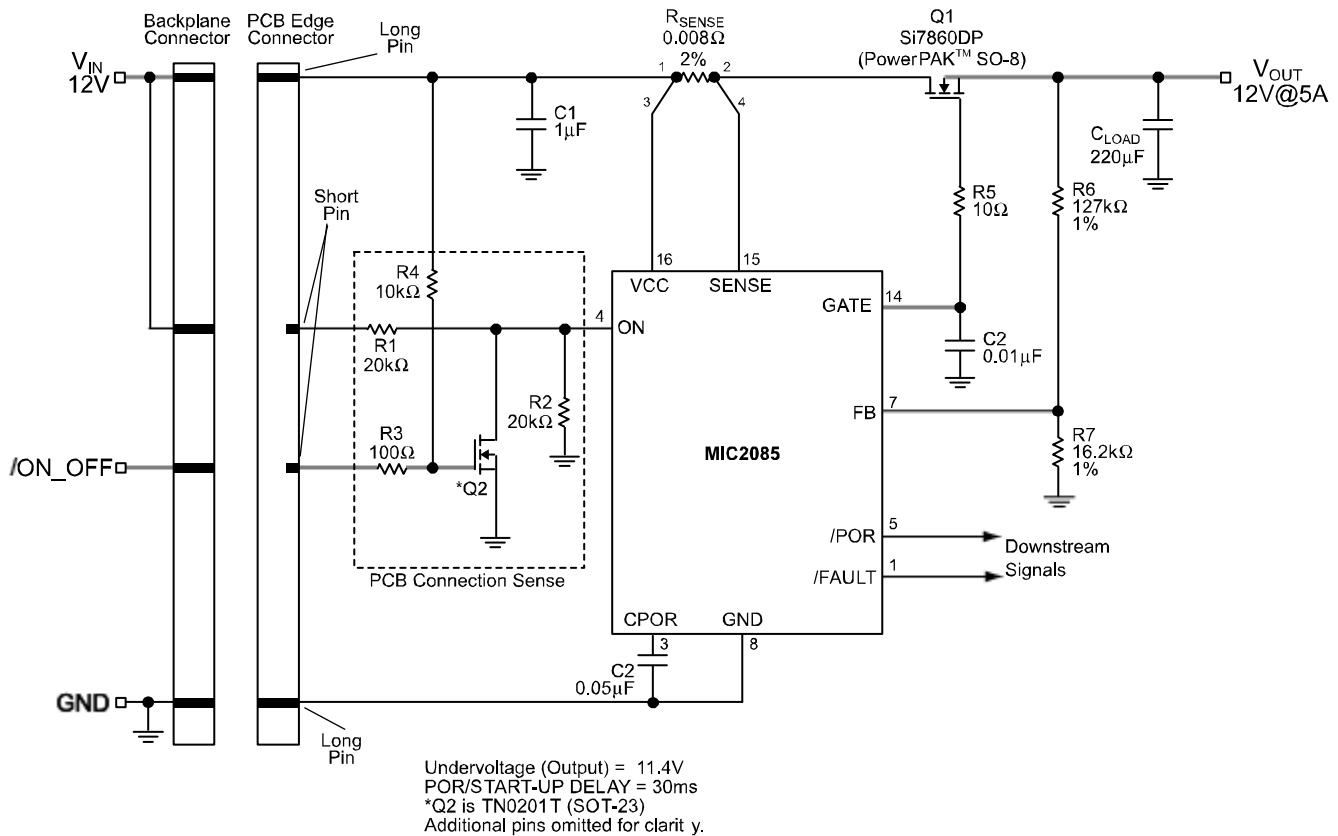 Backplane
Connector
PCB Edge
Connector
Long
Pin
RSENSE
0.008Ω
2%
Q1
Si7860DP
(PowerPAK™ SO-8)
VIN
12V
1
2
3
4
C1
1μF
VOUT
12V@5A
CLOAD
220μF
Short
Pin
R5
10Ω
R6
127kΩ
1%
R4
10kΩ
16
15
VCC
SENSE
GATE
14
4
ON
R1
20kΩ
C2
0.01μF
R2
20kΩ
FB
7
R3
100Ω
MIC2085
R7
16.2kΩ
1%
/ON_OFF
*Q2
/POR
5
Downstream
Signals
/FAULT
1
PCB Connection Sense
CPOR
GND
3
8
C2
0.05μF
GND
Long
Pin
Undervoltage (Output) = 11.4V
POR/START-UP DELAY = 30ms
*Q2 is TN0201T (SOT-23)
Additional pins omitted for clarit y.